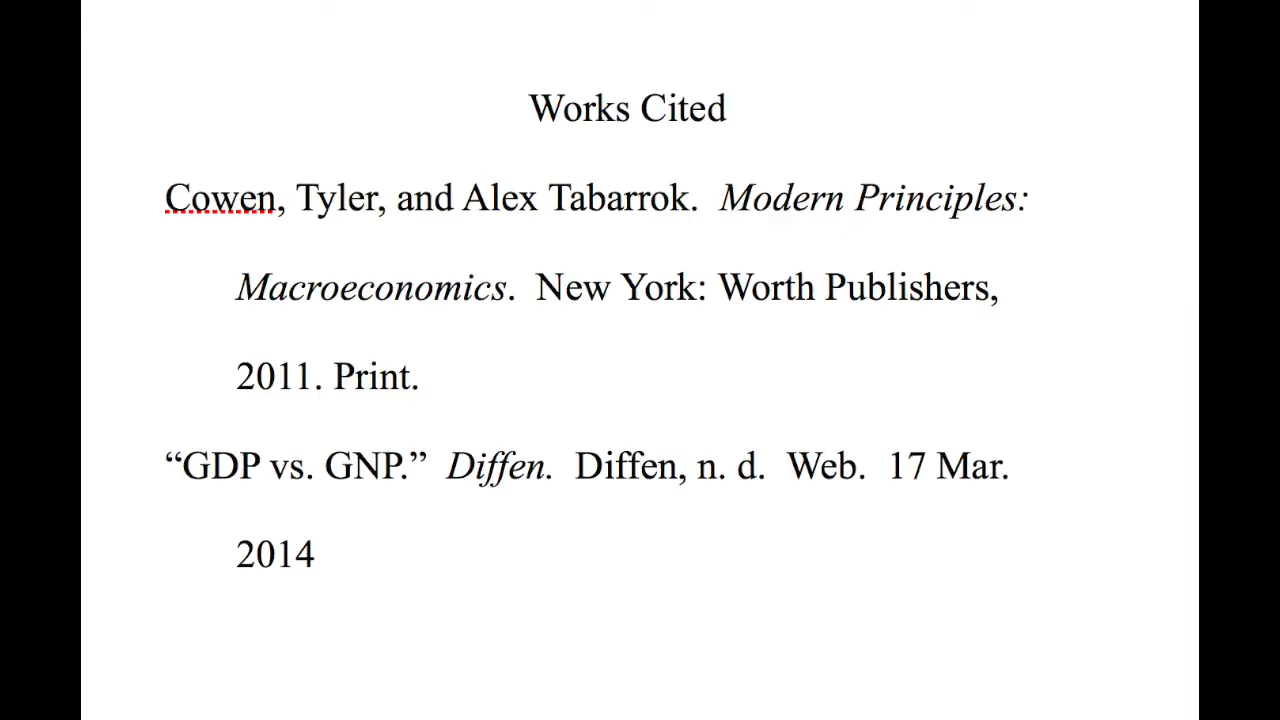 Works Cited
Cowen, Tyler, and Alex Tabarrok.  Modern Principles:
Macroeconomics.  New York: Worth Publishers,
2011. Print.
“GDP vs. GNP.”  Diffen.  Diffen, n. d.  Web.  17 Mar.
2014